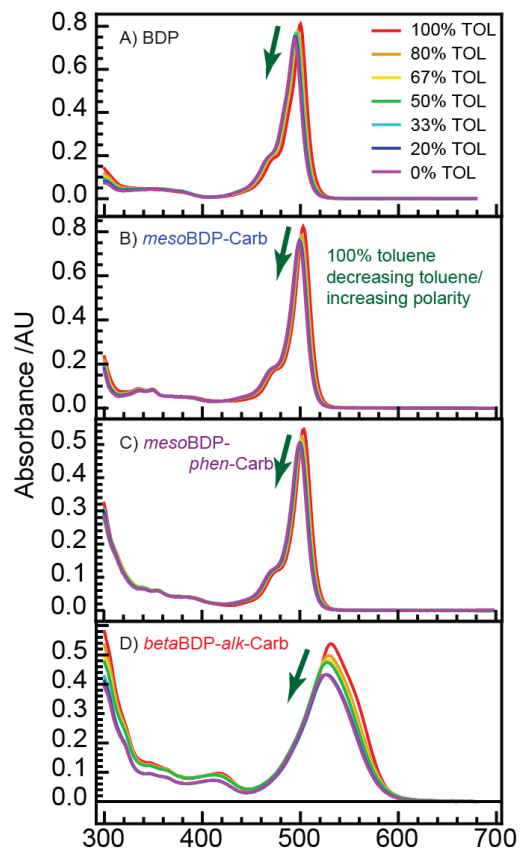 A) BDP
100% TOL
80% TOL
67% TOL
50% TOL
33% TOL
20% TOL
0% TOL
0.8
0.6
0.4
0.2
0.0
B) mesoBDP-Carb
100% toluene
decreasing toluene/
increasing polarity
0.8
0.6
0.4
0.2
0.0
Absorbance /AU
C) mesoBDP-
phen-Carb
0.5
0.4
0.3
0.2
0.1
0.0
D) betaBDP-alk-Carb
0.5
0.4
0.3
0.2
0.1
0.0
300
400
500
600
700